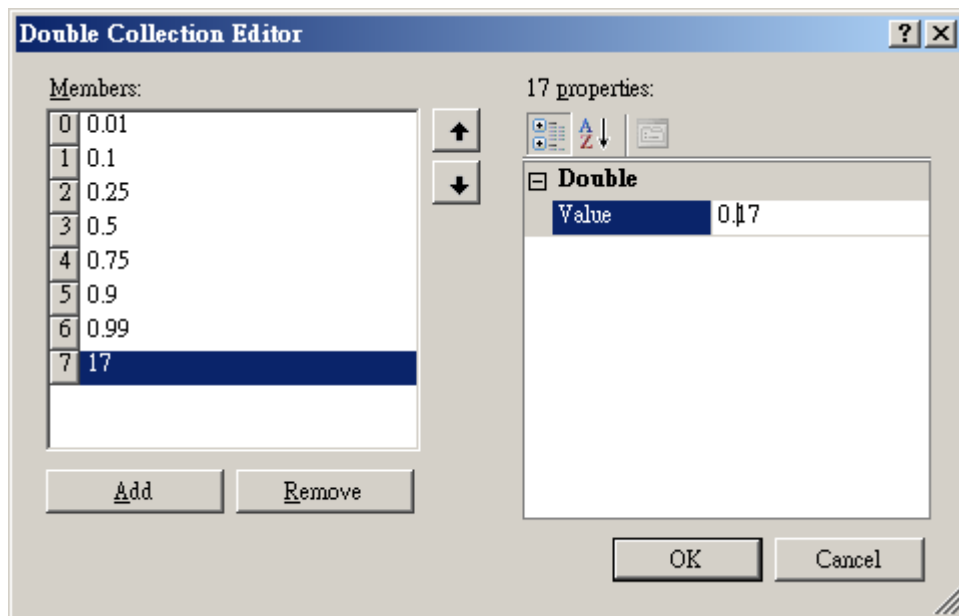 Double Collection Editor
Members:
0 0.01
1 0.1
2 0.25
3 0.5
4 0.75
5 0.9
6 0.99
7 17
Add Remove
17 properties:
A
Z
Double
Value 0.17
OK Cancel